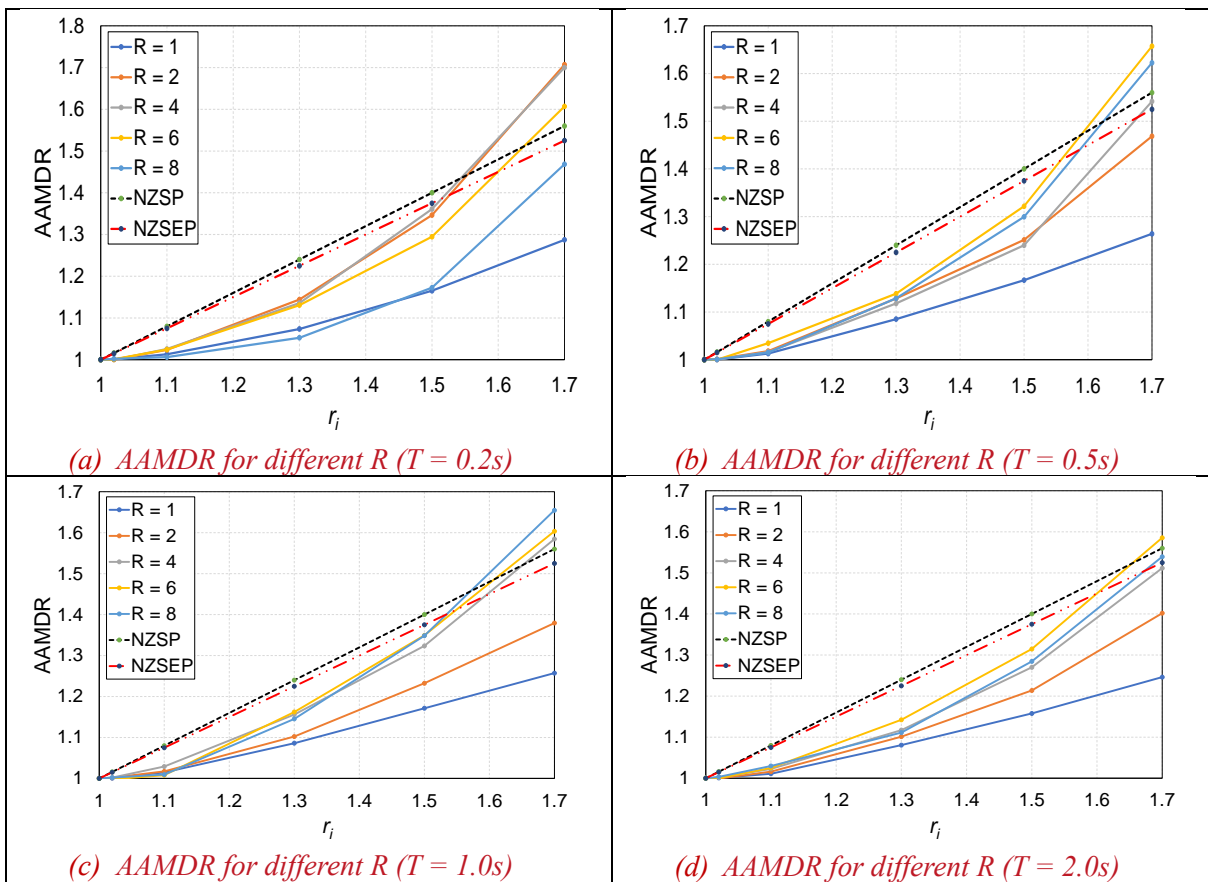 AAMDR
1.8
1.7
1.6
1.5
1.4
1.3
1.2
1.1
1
R = 1
R = 2
R = 4
R = 6
R = 8
NZSP
NZSEP
1 1.1 1.2 1.3 1.4 1.5 1.6 1.7
ri
(a) AAMDR for different R (T = 0.2s)
AAMDR
1.7
1.6
1.5
1.4
1.3
1.2
1.1
1
R = 1
R = 2
R = 4
R = 6
R = 8
NZSP
NZSEP
1 1.1 1.2 1.3 1.4 1.5 1.6 1.7
ri
(b) AAMDR for different R (T = 0.5s)
AAMDR
1.7
1.6
1.5
1.4
1.3
1.2
1.1
1
R = 1
R = 2
R = 4
R = 6
R = 8
NZSP
NZSEP
1 1.1 1.2 1.3 1.4 1.5 1.6 1.7
ri
(c) AAMDR for different R (T = 1.0s)
AAMDR
1.7
1.6
1.5
1.4
1.3
1.2
1.1
1
R = 1
R = 2
R = 4
R = 6
R = 8
NZSP
NZSEP
1 1.1 1.2 1.3 1.4 1.5 1.6 1.7
ri
(d) AAMDR for different R (T = 2.0s)